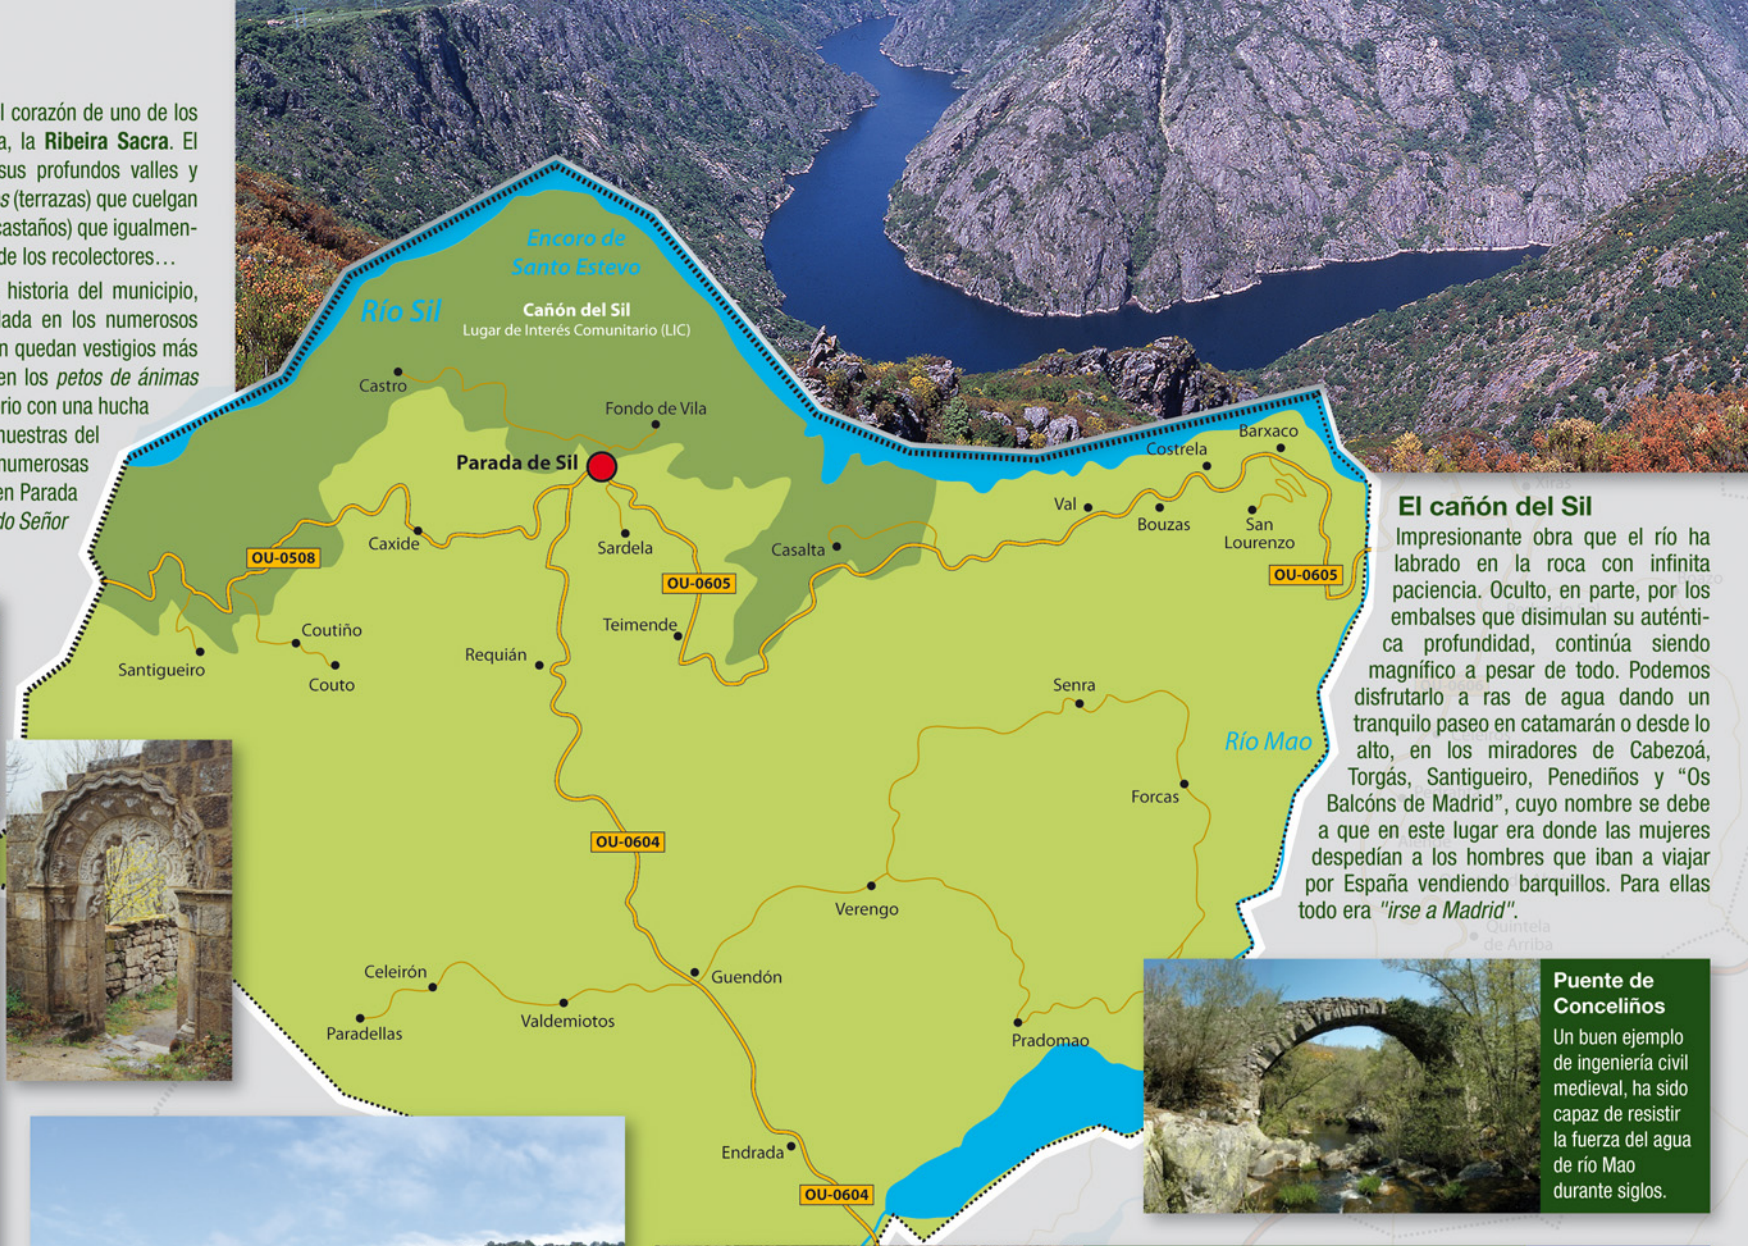 l corazón de uno de los
a, la Ribeira Sacra. El
sus profundos valles y
s (terrazas) que cuelgan
castaños) que igualmen-
de los recolectores…
historia del municipio,
lada en los numerosos
n quedan vestigios más
en los petos de ánimas
rio con una hucha
nuestras del
numerosas
en Parada
do Señor
Encoro de
Santo Estevo
Río Sil
Cañón del Sil
Lugar de Interés Comunitario (LIC)
Castro
Fondo de Vila
Parada de Sil
Caxide
OU-0508
Sardela
OU-0605
Casalta
Costrela
Barxaco
Val
Bouzas
San
Lourenzo
OU-0605
Santigueiro
Coutiño
Couto
Requián
Teimende
Senra
Río Mao
Forcas
OU-0604
Verengo
Celeirón
Guendón
Paradellas
Valdemiotos
Pradomao
Endrada
OU-0604
El cañón del Sil
Impresionante obra que el río ha
labrado en la roca con infinita
paciencia. Oculto, en parte, por los
embalses que disimulan su auténti-
ca profundidad, continúa siendo
magnífico a pesar de todo. Podemos
disfrutarlo a ras de agua dando un
tranquilo paseo en catamarán o desde lo
alto, en los miradores de Cabezoá,
Torgás, Santigueiro, Penediños y “Os
Balcóns de Madrid”, cuyo nombre se debe
a que en este lugar era donde las mujeres
despedían a los hombres que iban a viajar
por España vendiendo barquillos. Para ellas
todo era "irse a Madrid".
Xiras
OU-0606
Quintela
de Arriba
Puente de
Conceliños
Un buen ejemplo
de ingeniería civil
medieval, ha sido
capaz de resistir
la fuerza del agua
de río Mao
durante siglos.